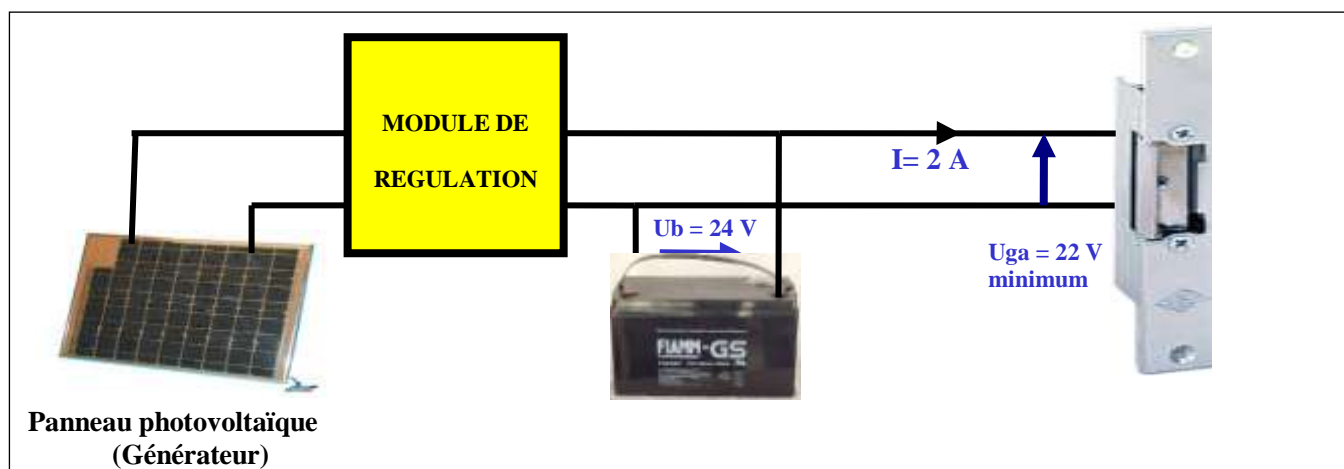 MODULE DE
REGULATION
I= 2 A
Ub = 24 V
Uga = 22 V
minimum
FIAMM-GS
Panneau photovoltaïque
(Générateur)